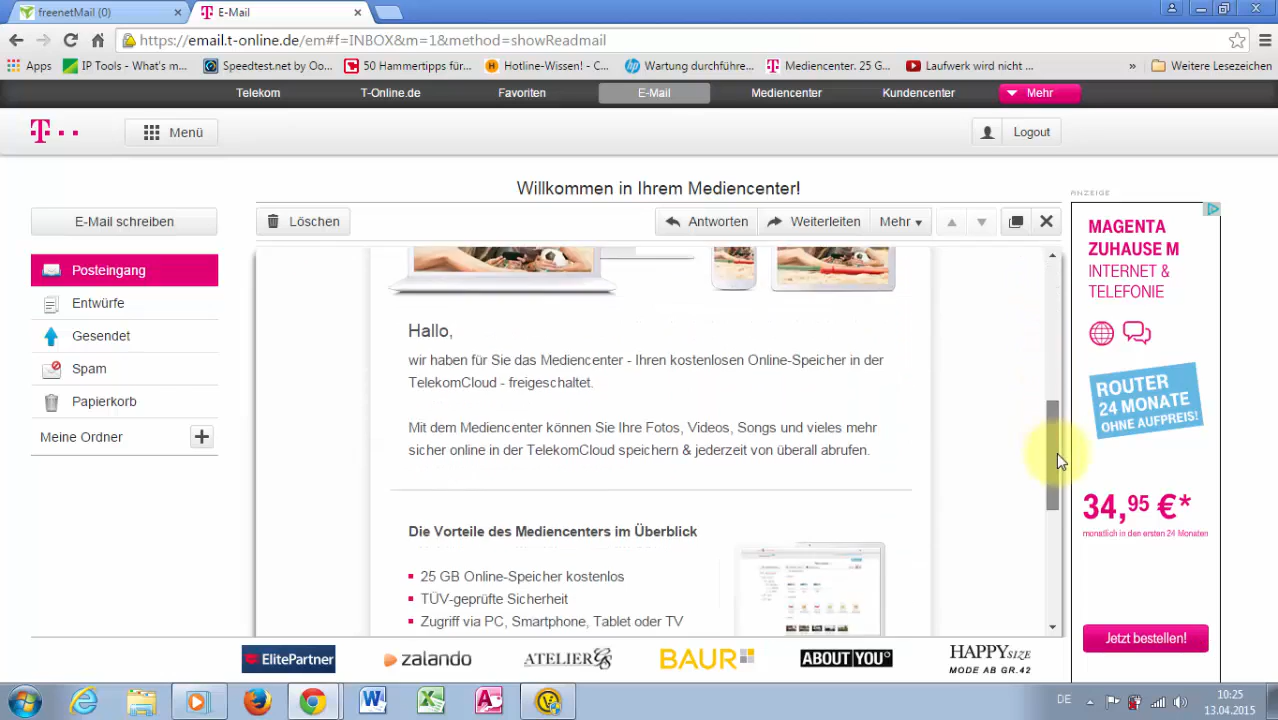 freenetMail (0)
E-Mail
https://email.t-online.de/em#f=INBOX&m=1&method=showReadmail
Apps
IP Tools - What's m...
Speedtest.net by Oo...
50 Hammertipps für...
Hotline-Wissen! - C...
Wartung durchführe...
Mediencenter. 25 G...
Laufwerk wird nicht ...
»
Weitere Lesezeichen
Telekom
T-Online.de
Favoriten
E-Mail
Mediencenter
Kundencenter
Mehr
T
Menü
Logout
Willkommen in Ihrem Mediencenter!
ANZEIGE
E-Mail schreiben
Löschen
Antworten
Weiterleiten
Mehr
Posteingang
Entwürfe
Gesendet
Spam
Papierkorb
Meine Ordner
Hallo,
wir haben für Sie das Mediencenter - Ihren kostenlosen Online-Speicher in der
TelekomCloud - freigeschaltet.
Mit dem Mediencenter können Sie Ihre Fotos, Videos, Songs und vieles mehr
sicher online in der TelekomCloud speichern & jederzeit von überall abrufen.
Die Vorteile des Mediencenters im Überblick
25 GB Online-Speicher kostenlos
TÜV-geprüfte Sicherheit
Zugriff via PC, Smartphone, Tablet oder TV
MAGENTA
ZUHAUSE M
INTERNET &
TELEFONIE
ROUTER
24 MONATE
OHNE AUFPREIS!
34,95 €*
monatlich in den ersten 24 Monaten
Jetzt bestellen!
ElitePartner
zalando
ATELIER GS
BAUR
ABOUT YOU°
HAPPYsize
MODE AB GR.42
DE
10:25
13.04.2015